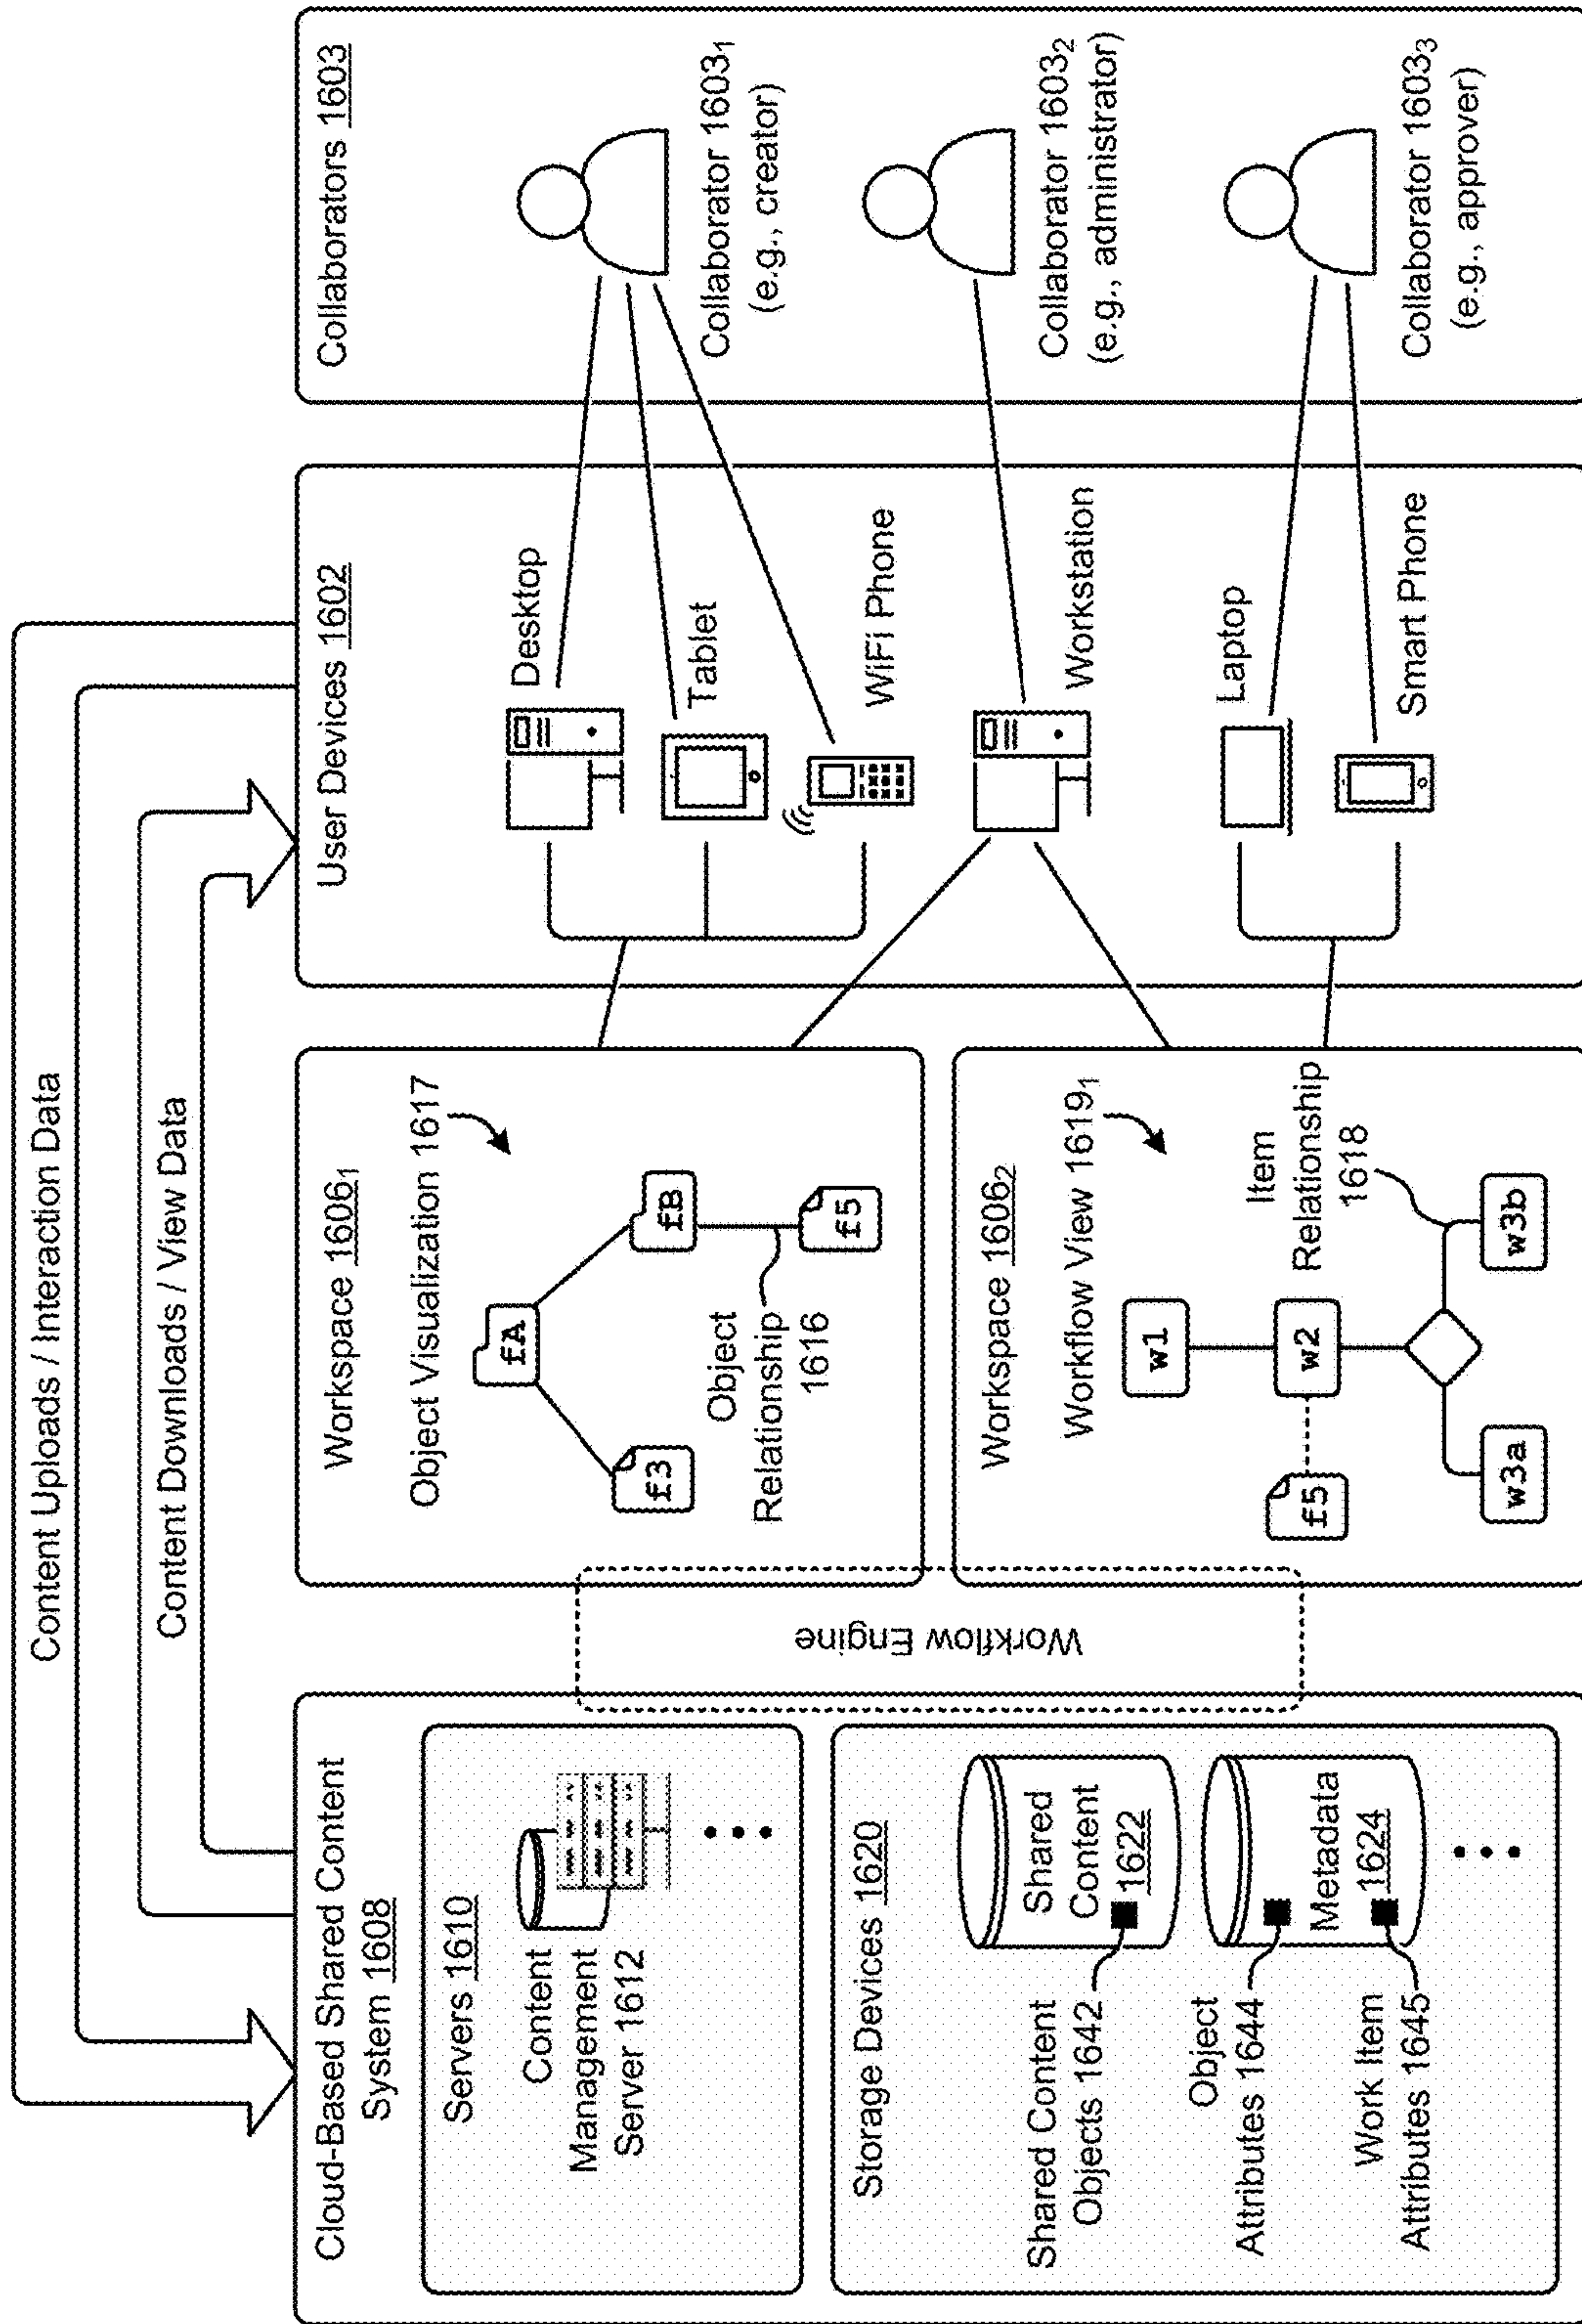 Content Uploads / Interaction Data
Content Downloads / View Data
Cloud-Based Shared Content
System 1608
Servers 1610
Content
Management
Server 1612
Storage Devices 1620
Shared Content
Objects 1642
Shared
Content
1622
Object
Attributes 1644
Metadata
1624
Work Item
Attributes 1645
Workflow Engine
Workspace 1606₁
Object Visualization 1617
fA
f3
fB
f5
Object
Relationship
1616
Workspace 1606₂
Workflow View 1619₁
Item
Relationship
1618
w1
f5
w2
w3a
w3b
User Devices 1602
Desktop
Tablet
WiFi Phone
Workstation
Laptop
Smart Phone
Collaborators 1603
Collaborator 1603₁
(e.g., creator)
Collaborator 1603₂
(e.g., administrator)
Collaborator 1603₃
(e.g., approver)